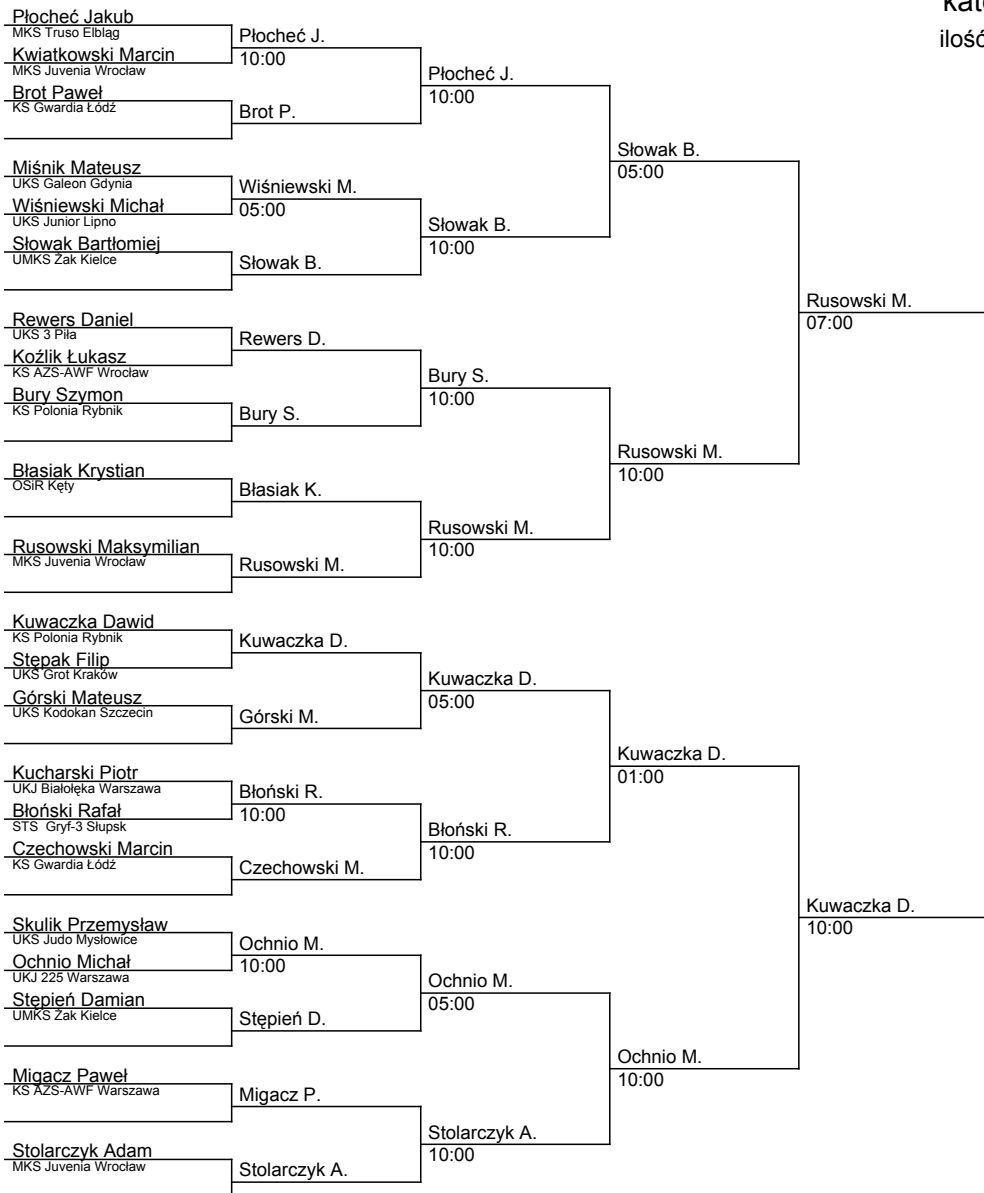 kat
ilość
Płocheć Jakub
MKS Truso Elbląg
Kwiatkowski Marcin
MKS Juvenia Wrocław
Brot Paweł
KS Gwardia Łódź
Miśnik Mateusz
UKS Galeon Gdynia
Wiśniewski Michał
UKS Junior Lipno
Słowak Bartłomiej
UMKS Żak Kielce
Rewers Daniel
UKS 3 Piła
Koźlik Łukasz
KS AZS-AWF Wrocław
Bury Szymon
KS Polonia Rybnik
Błasiak Krystian
OSiR Kęty
Rusowski Maksymilian
MKS Juvenia Wrocław
Kuwaczka Dawid
KS Polonia Rybnik
Stępak Filip
UKS Grot Kraków
Górski Mateusz
UKS Kodokan Szczecin
Kucharski Piotr
UKJ Białołęka Warszawa
Błoński Rafał
STS Gryf-3 Słupsk
Czechowski Marcin
KS Gwardia Łódź
Skulik Przemysław
UKS Judo Mysłowice
Ochnio Michał
UKJ 225 Warszawa
Stępień Damian
UMKS Żak Kielce
Migacz Paweł
KS AZS-AWF Warszawa
Stolarczyk Adam
MKS Juvenia Wrocław
Płocheć J.
10:00
Brot P.
Wiśniewski M.
05:00
Słowak B.
Rewers D.
Bury S.
Błasiak K.
Rusowski M.
Kuwaczka D.
Górski M.
Błoński R.
10:00
Czechowski M.
Ochnio M.
10:00
Stępień D.
Migacz P.
Stolarczyk A.
Płocheć J.
10:00
Słowak B.
10:00
Bury S.
10:00
Rusowski M.
10:00
Kuwaczka D.
05:00
Błoński R.
10:00
Ochnio M.
05:00
Stolarczyk A.
10:00
Słowak B.
05:00
Rusowski M.
10:00
Kuwaczka D.
01:00
Ochnio M.
10:00
Rusowski M.
07:00
Kuwaczka D.
10:00